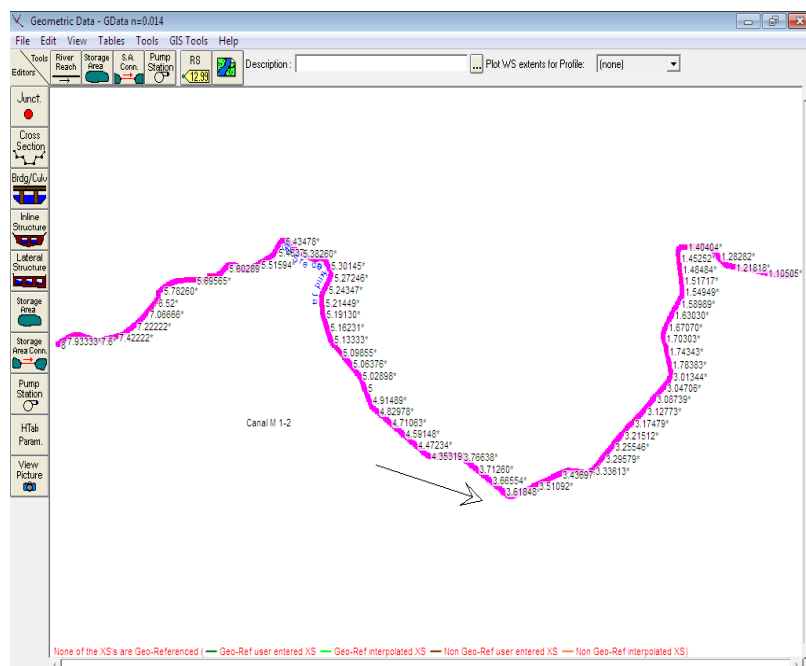 Geometric Data - GData n=0.014
File Edit View Tables Tools GIS Tools Help
Tools
Editors
River
Reach
Storage
Area
S.A.
Conn.
Pump
Station
RS
12.99
Description :
...
Plot WS extents for Profile:
(none)
Junct.
Cross
Section
Brdg/Culv
Inline
Structure
Lateral
Structure
Storage
Area
Storage
Area Conn.
Pump
Station
HTab
Param.
View
Picture
8
7.93333*
7.6*
7.42222*
7.22222*
7.06666*
6.52*
5.78260*
5.69565*
5.60289
5.51594*
5.43478*
5.38260*
5.30145*
5.27246*
5.24347*
5.21449*
5.19130*
5.16231*
5.13333*
5.09855*
5.06376*
5.02898*
5
4.91489*
4.82978*
4.71063*
4.59148*
4.47234*
4.35319
3.76638*
3.71260*
3.66554*
3.61848*
3.51092*
3.43697
3.33613*
3.29579*
3.25546*
3.21512*
3.17479*
3.12773*
3.08739*
3.04706*
3.01344*
1.78383*
1.74343*
1.70303*
1.67070*
1.63030*
1.58989*
1.54949*
1.51717*
1.48484*
1.45252*
1.40404*
1.28282*
1.21818*
1.10505*
Canal M 1-2
None of the XS's are Geo-Referenced ( Geo-Ref user entered XS Geo-Ref interpolated XS Non Geo-Ref user entered XS Non Geo-Ref interpolated XS)